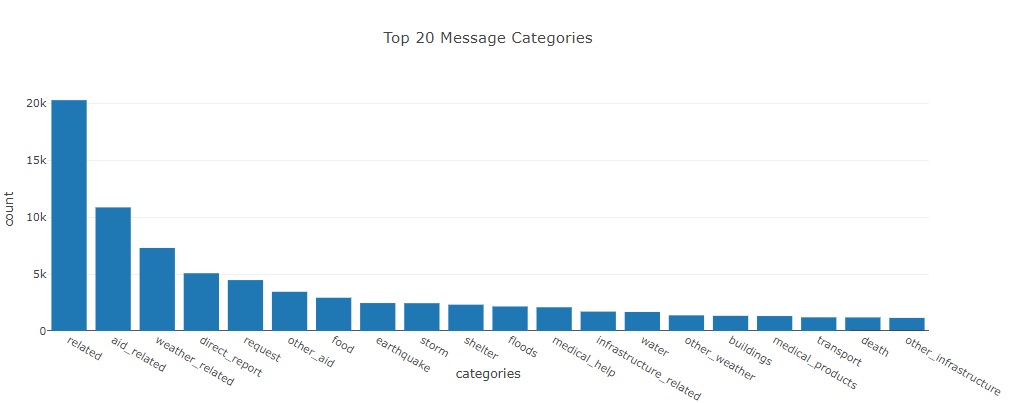 Top 20 Message Categories
20k
15k
10k
5k
0
count
related
aid_related
weather_related
direct_report
request
other_aid
food
earthquake
storm
shelter
floods
medical_help
infrastructure_related
water
other_weather
buildings
medical_products
transport
death
other_infrastructure
categories